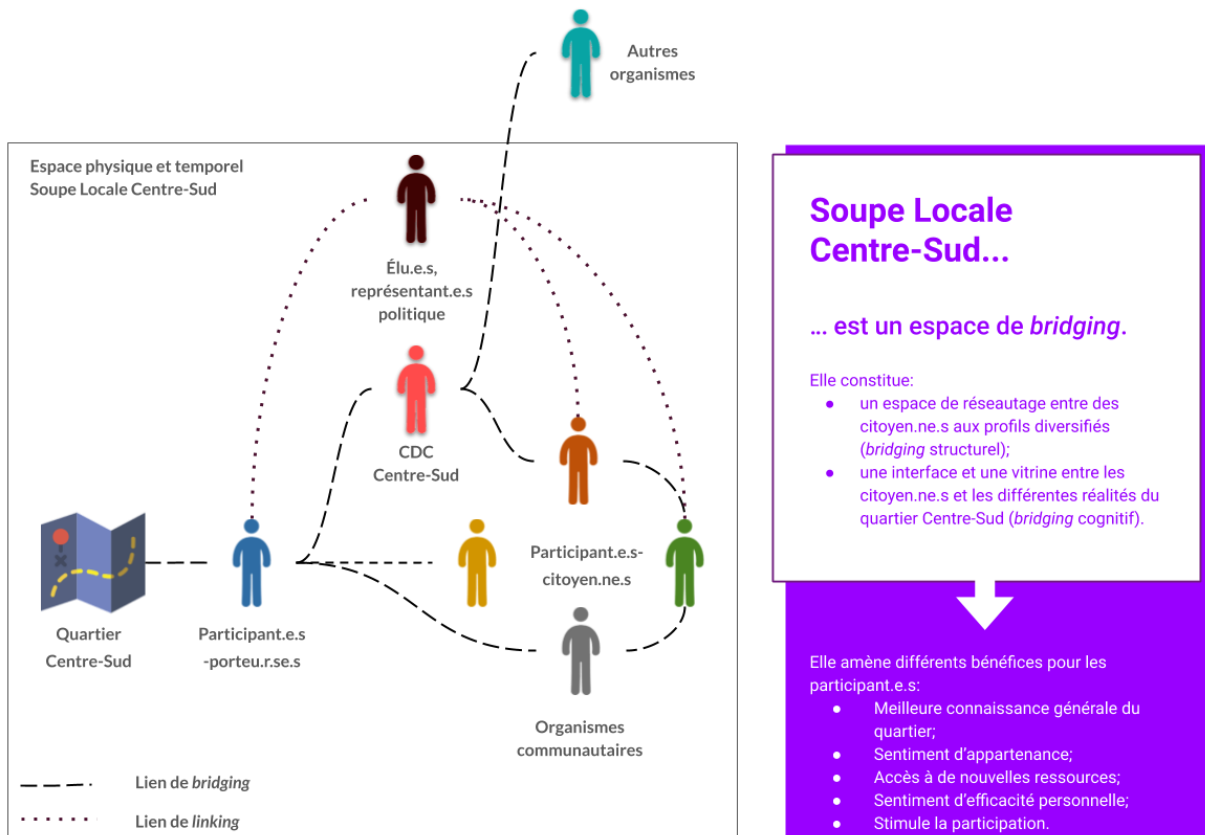 Autres
organismes
Espace physique et temporel
Soupe Locale Centre-Sud
Élu.e.s,
représentant.e.s
politique
CDC
Centre-Sud
Participant.e.s-
citoyen.ne.s
Quartier
Centre-Sud
Participant.e.s
-porteu.r.se.s
Organismes
communautaires
Lien de bridging
Lien de linking
Soupe Locale
Centre-Sud...
... est un espace de bridging.
Elle constitue:
● un espace de réseautage entre des
citoyen.ne.s aux profils diversifiés
(bridging structurel);
● une interface et une vitrine entre les
citoyen.ne.s et les différentes réalités du
quartier Centre-Sud (bridging cognitif).
Elle amène différents bénéfices pour les
participant.e.s:
● Meilleure connaissance générale du
quartier;
● Sentiment d'appartenance;
● Accès à de nouvelles ressources;
● Sentiment d'efficacité personnelle;
● Stimule la participation.